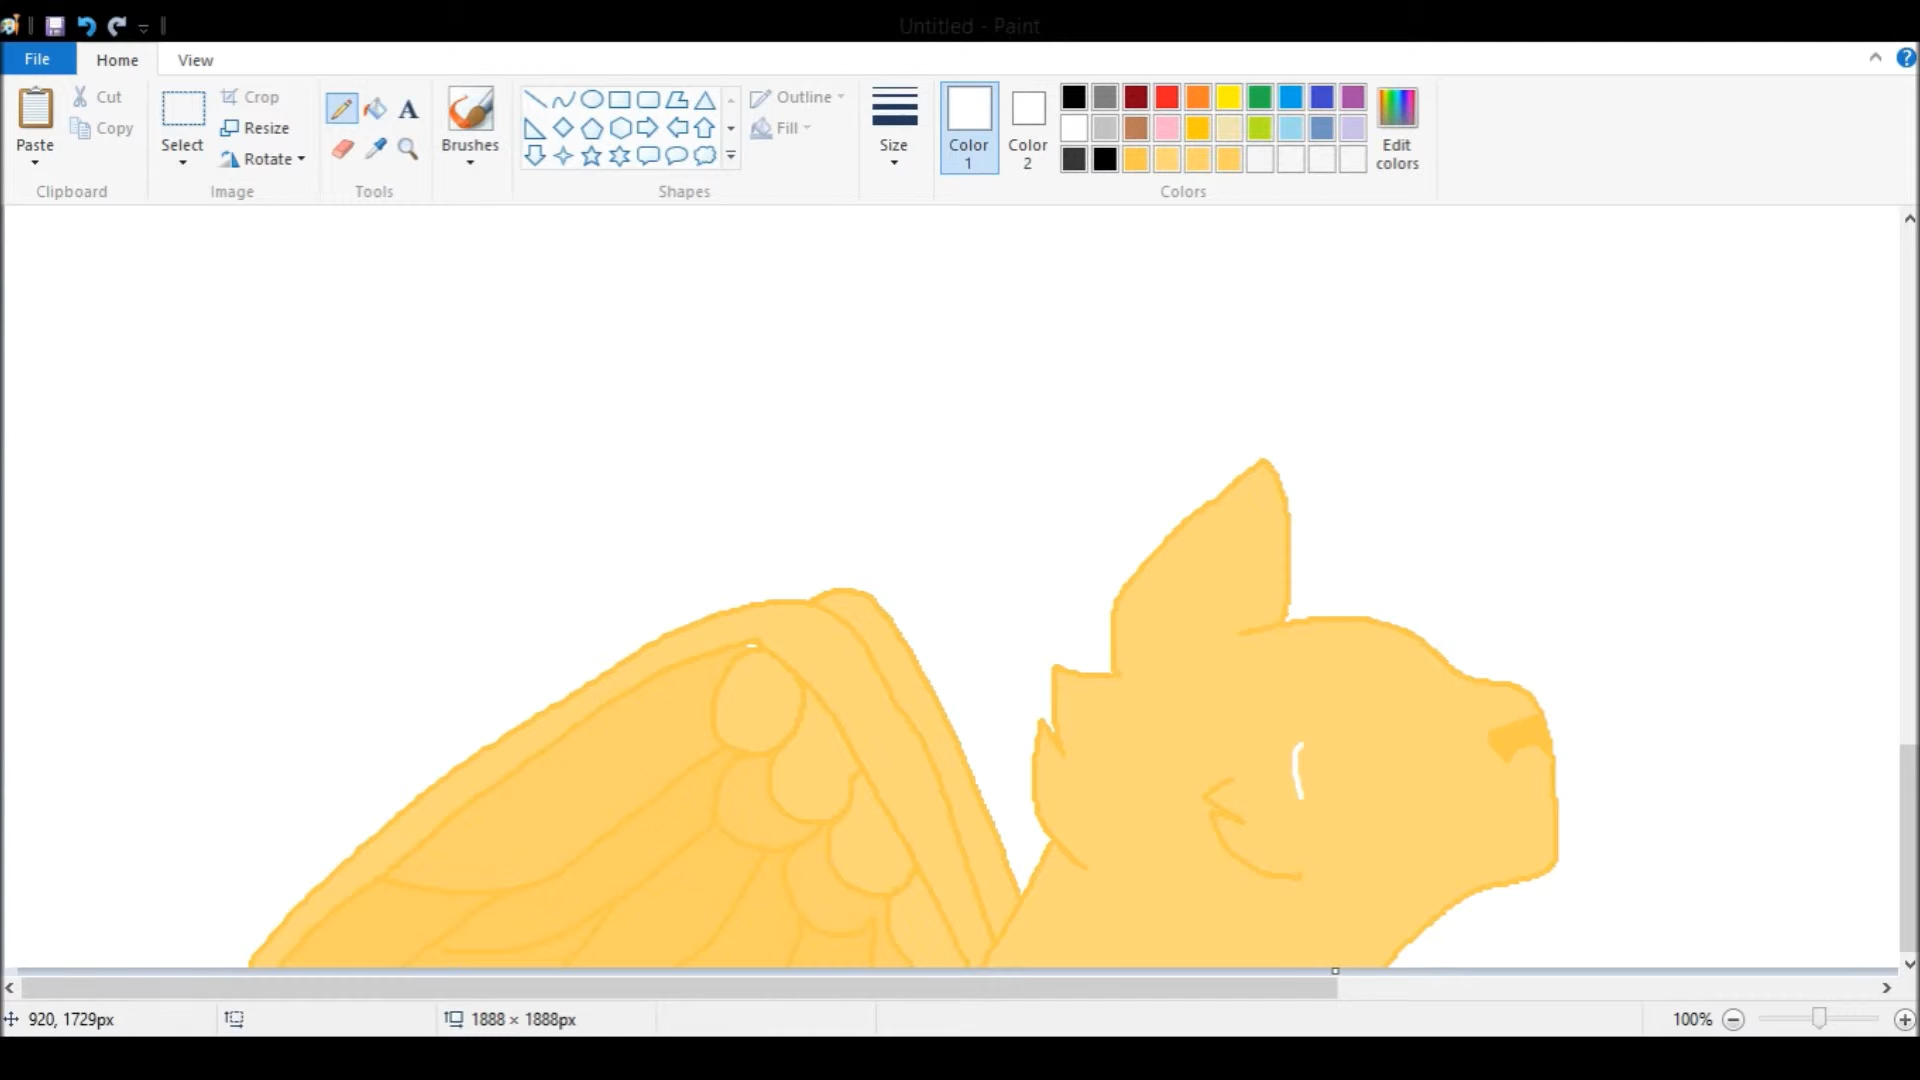 Untitled - Paint
File Home View
Paste
Cut
Copy
Clipboard
Select
Crop
Resize
Rotate
Image
A
Tools
Brushes
Shapes
Outline
Fill
Size
Color 1
Color 2
Edit colors
Colors
920, 1729px
1888 × 1888px
100%